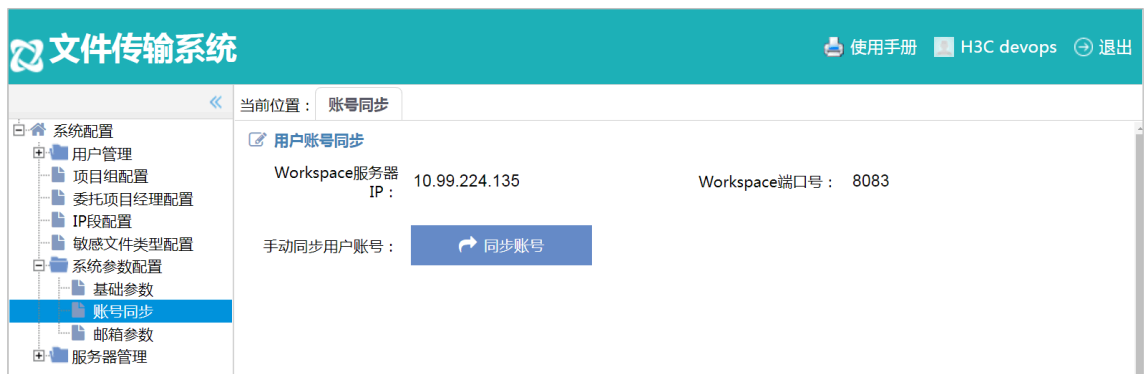 文件传输系统
使用手册 H3C devops 退出
当前位置： 账号同步
系统配置
用户管理
项目组配置
委托项目经理配置
IP段配置
敏感文件类型配置
系统参数配置
基础参数
账号同步
邮箱参数
服务器管理
用户账号同步
Workspace服务器
IP： 10.99.224.135
Workspace端口号： 8083
手动同步用户账号： 同步账号